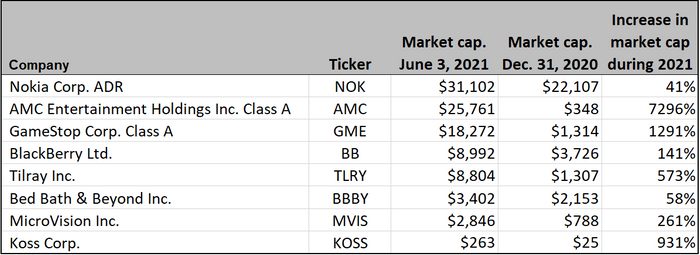 Company Ticker Market cap. June 3, 2021 Market cap. Dec. 31, 2020 Increase in market cap during 2021
Nokia Corp. ADR NOK $31,102 $22,107 41%
AMC Entertainment Holdings Inc. Class A AMC $25,761 $348 7296%
GameStop Corp. Class A GME $18,272 $1,314 1291%
BlackBerry Ltd. BB $8,992 $3,726 141%
Tilray Inc. TLRY $8,804 $1,307 573%
Bed Bath & Beyond Inc. BBBY $3,402 $2,153 58%
MicroVision Inc. MVIS $2,846 $788 261%
Koss Corp. KOSS $263 $25 931%